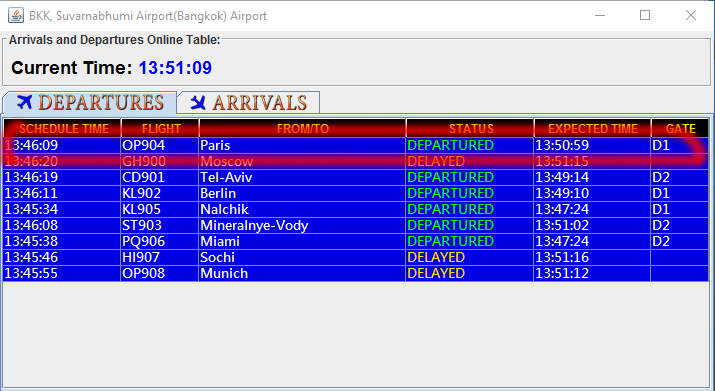 BKK, Suvarnabhumi Airport(Bangkok) Airport
Arrivals and Departures Online Table:
Current Time: 13:51:09
DEPARTURES ARRIVALS
SCHEDULE TIME FLIGHT FROM/TO STATUS EXPECTED TIME GATE
13:46:09 OP904 Paris DEPARTURED 13:50:59 D1
13:46:20 GH900 Moscow DELAYED 13:51:15
13:46:19 CD901 Tel-Aviv DEPARTURED 13:49:14 D2
13:46:11 KL902 Berlin DEPARTURED 13:49:10 D1
13:45:34 KL905 Nalchik DEPARTURED 13:47:24 D1
13:46:08 ST903 Mineralnye-Vody DEPARTURED 13:51:02 D2
13:45:38 PQ906 Miami DEPARTURED 13:47:24 D2
13:45:46 HI907 Sochi DELAYED 13:51:16
13:45:55 OP908 Munich DELAYED 13:51:12